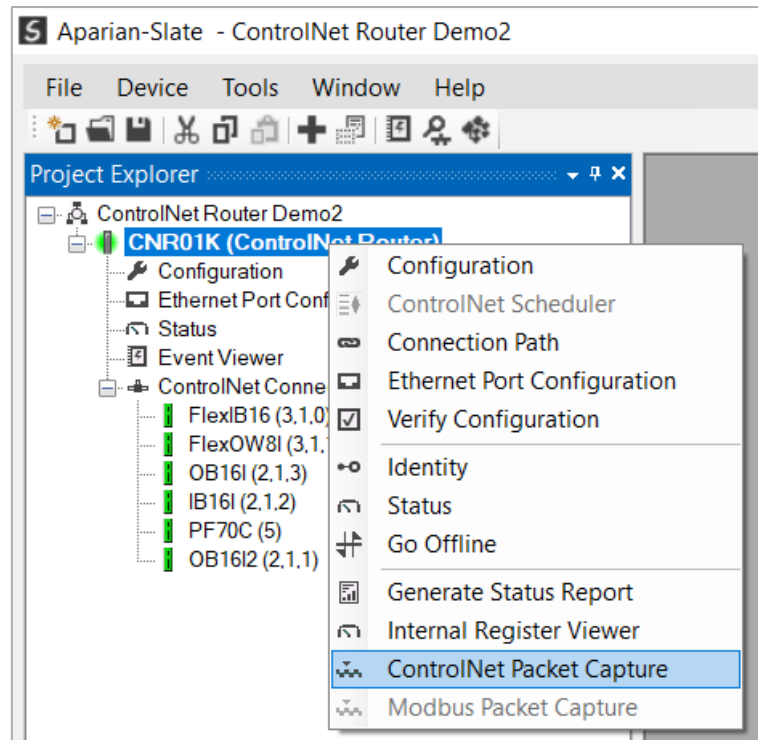 Aparian-Slate - ControlNet Router Demo2
File Device Tools Window Help
Project Explorer
ControlNet Router Demo2
CNR01K (ControlNet Router)
Configuration
Ethernet Port Conf
Status
Event Viewer
ControlNet Conne
FlexIB16 (3,1,0)
FlexOW8I (3,1,
OB16I (2,1,3)
IB16I (2,1,2)
PF70C (5)
OB16I2 (2,1,1)
Configuration
ControlNet Scheduler
Connection Path
Ethernet Port Configuration
Verify Configuration
Identity
Status
Go Offline
Generate Status Report
Internal Register Viewer
ControlNet Packet Capture
Modbus Packet Capture